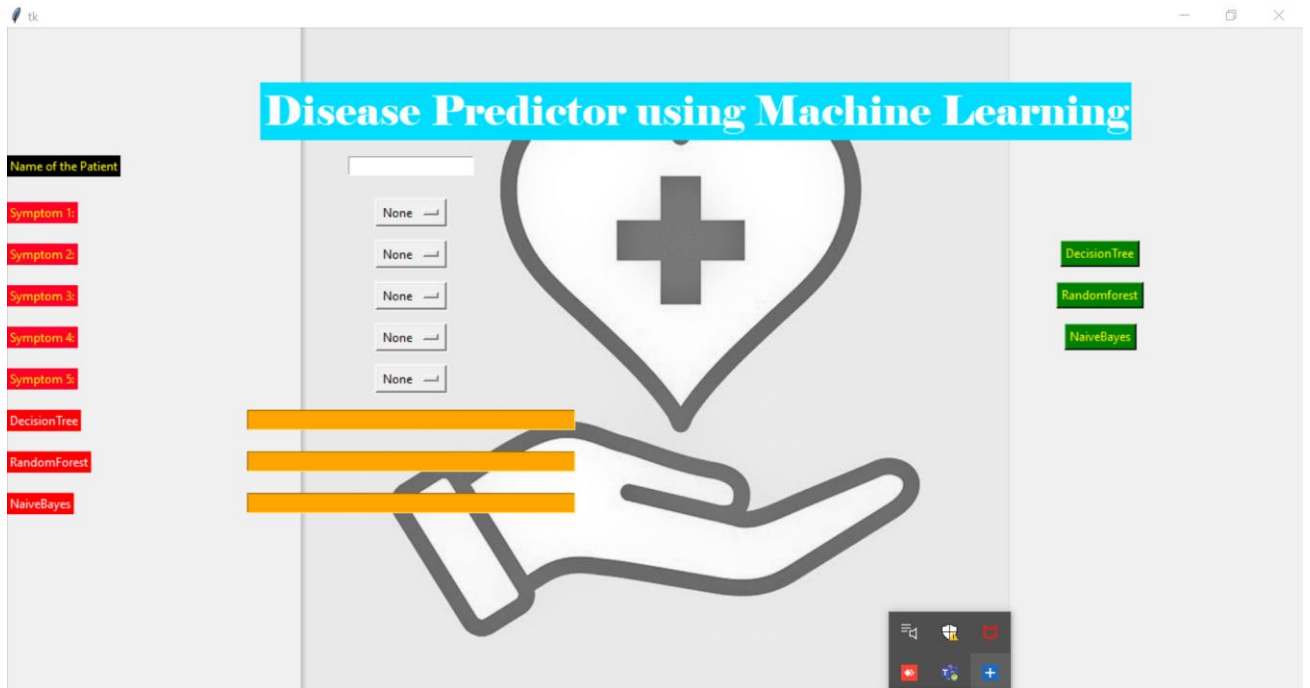 tk
Disease Predictor using Machine Learning
Name of the Patient
Symptom 1: None
Symptom 2: None DecisionTree
Symptom 3: None Randomforest
Symptom 4: None NaiveBayes
Symptom 5: None
DecisionTree
RandomForest
NaiveBayes